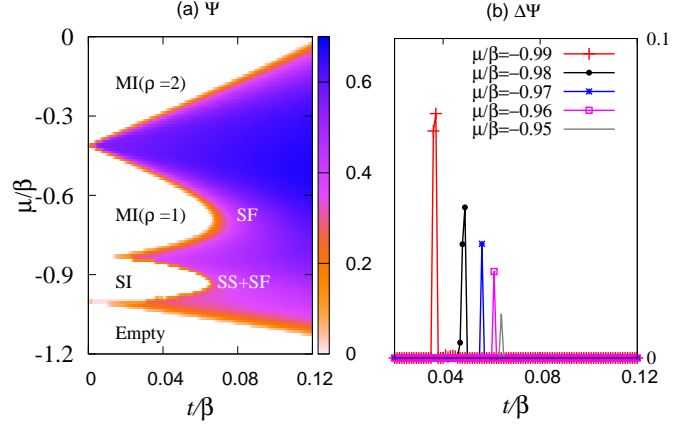 (a) Ψ
(b) ΔΨ
0
-0.3
-0.6
-0.9
-1.2
μ/β
MI(ρ=2)
MI(ρ=1)
SF
SI
SS+SF
Empty
0
0.04
0.08
0.12
t/β
0.6
0.4
0.2
0
μ/β=−0.99
μ/β=−0.98
μ/β=−0.97
μ/β=−0.96
μ/β=−0.95
0.1
0
0.04
0.08
0.12
t/β